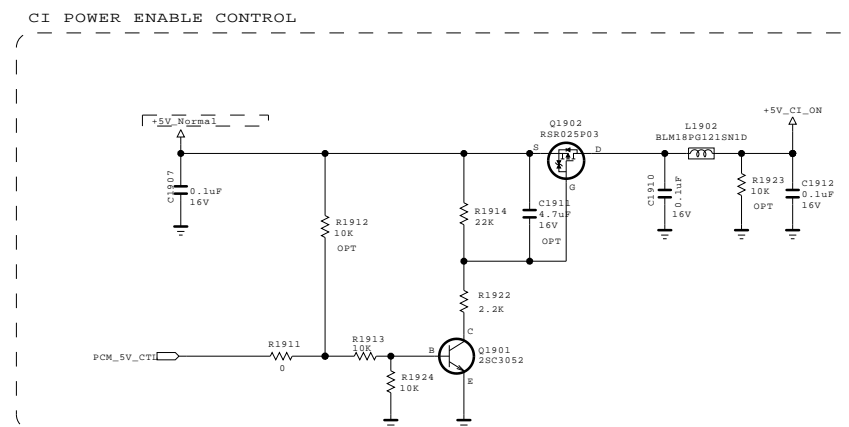 CI POWER ENABLE CONTROL
+5V_Normal
+5V_CI_ON
Q1902
RSR025P03
L1902
BLM18PG121SN1D
S
D
G
C1907
0.1uF
16V
R1912
10K
OPT
R1914
22K
C1911
4.7uF
16V
OPT
C1910
0.1uF
16V
R1923
10K
OPT
C1912
0.1uF
16V
R1922
2.2K
PCM_5V_CTL
R1911
0
R1913
10K
R1924
10K
B
C
E
Q1901
2SC3052